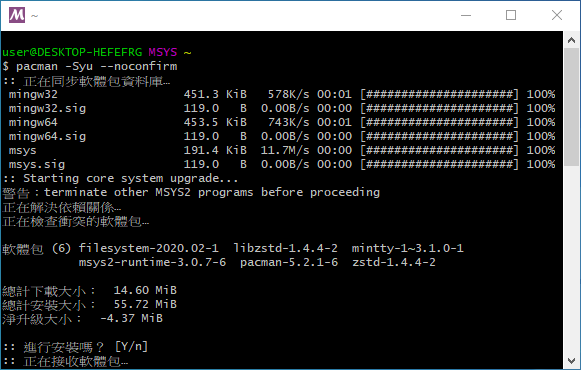 ~
user@DESKTOP-HEFEFRG MSYS ~
$ pacman -Syu --noconfirm
:: 正在同步軟體包資料庫…
mingw32 451.3 KiB 578K/s 00:01 [#####################] 100%
mingw32.sig 119.0 B 0.00B/s 00:00 [#####################] 100%
mingw64 453.5 KiB 743K/s 00:01 [#####################] 100%
mingw64.sig 119.0 B 0.00B/s 00:00 [#####################] 100%
msys 191.4 KiB 11.7M/s 00:00 [#####################] 100%
msys.sig 119.0 B 0.00B/s 00:00 [#####################] 100%
:: Starting core system upgrade...
警告：terminate other MSYS2 programs before proceeding
正在解決依賴關係…
正在檢查衝突的軟體包…
軟體包 (6) filesystem-2020.02-1 libzstd-1.4.4-2 mintty-1~3.1.0-1
msys2-runtime-3.0.7-6 pacman-5.2.1-6 zstd-1.4.4-2
總計下載大小： 14.60 MiB
總計安裝大小： 55.72 MiB
淨升級大小： -4.37 MiB
:: 進行安裝嗎？ [Y/n]
:: 正在接收軟體包…